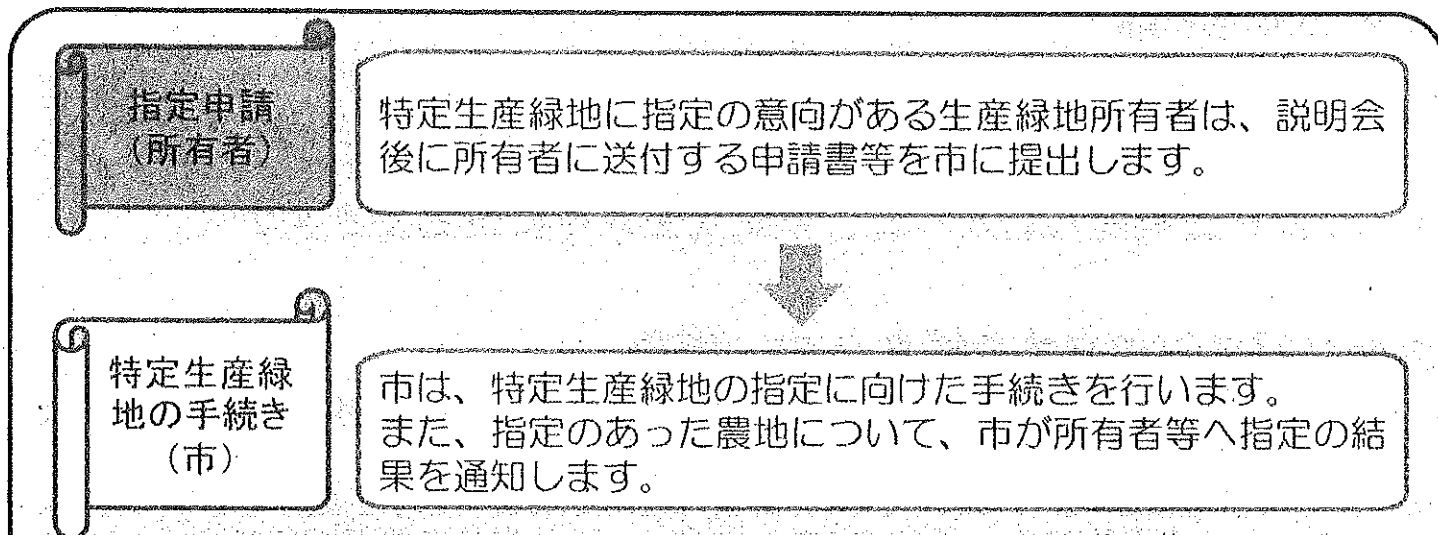 指定申請
（所有者）
特定生産緑地に指定の意向がある生産緑地所有者は、説明会
後に所有者に送付する申請書等を市に提出します。
特定生産緑
地の手続き
（市）
市は、特定生産緑地の指定に向けた手続きを行います。
また、指定のあった農地について、市が所有者等へ指定の結
果を通知します。